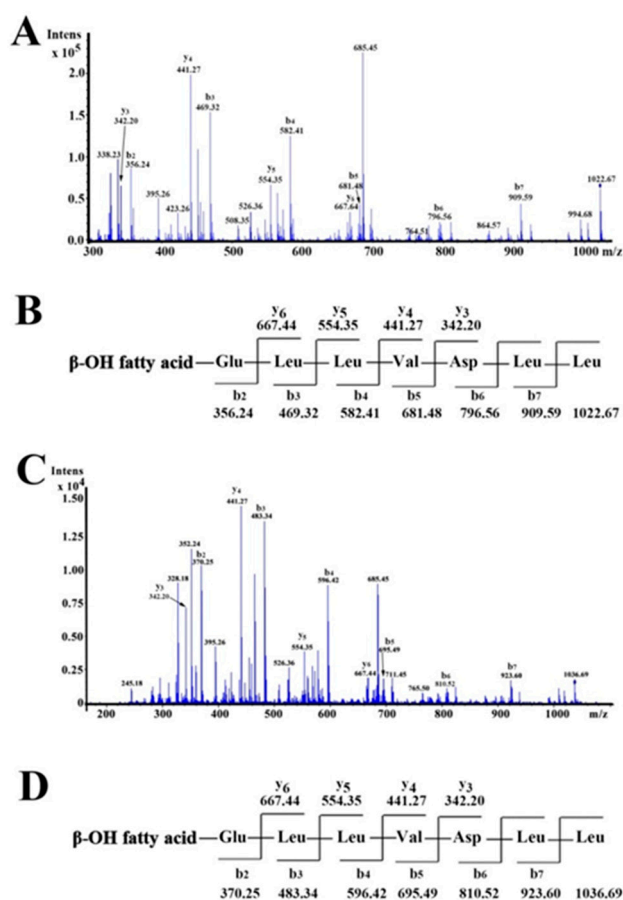 A
Intens
x 10⁵
2.0
1.5
1.0
0.5
0.0
338.23
y₃
342.20
b₂
356.24
395.26
423.26
y₄
441.27
b₃
469.32
508.35
526.36
y₅
554.35
b₄
582.41
y₆
667.64
b₅
681.48
685.45
764.51
b₆
796.56
864.57
b₇
909.59
994.68
1022.67
300 400 500 600 700 800 900 1000 m/z
B
y₆ y₅ y₄ y₃
667.44 554.35 441.27 342.20
β-OH fatty acid Glu Leu Leu Val Asp Leu Leu
b2 b3 b4 b5 b6 b7
356.24 469.32 582.41 681.48 796.56 909.59 1022.67
C
Intens
x 10⁴
1.50
1.25
1.0
0.75
0.5
0.25
0.0
245.18
328.18
y₃
342.20
352.24
b₂
370.25
395.26
y₄
441.27
b₃
483.34
526.36
y₅
554.35
b₄
596.42
y₆
667.44
685.45
b₅
695.49
711.45
765.50
b₆
810.52
b₇
923.60
1036.69
200 300 400 500 600 700 800 900 1000 m/z
D
y₆ y₅ y₄ y₃
667.44 554.35 441.27 342.20
β-OH fatty acid Glu Leu Leu Val Asp Leu Leu
b2 b3 b4 b5 b6 b7
370.25 483.34 596.42 695.49 810.52 923.60 1036.69